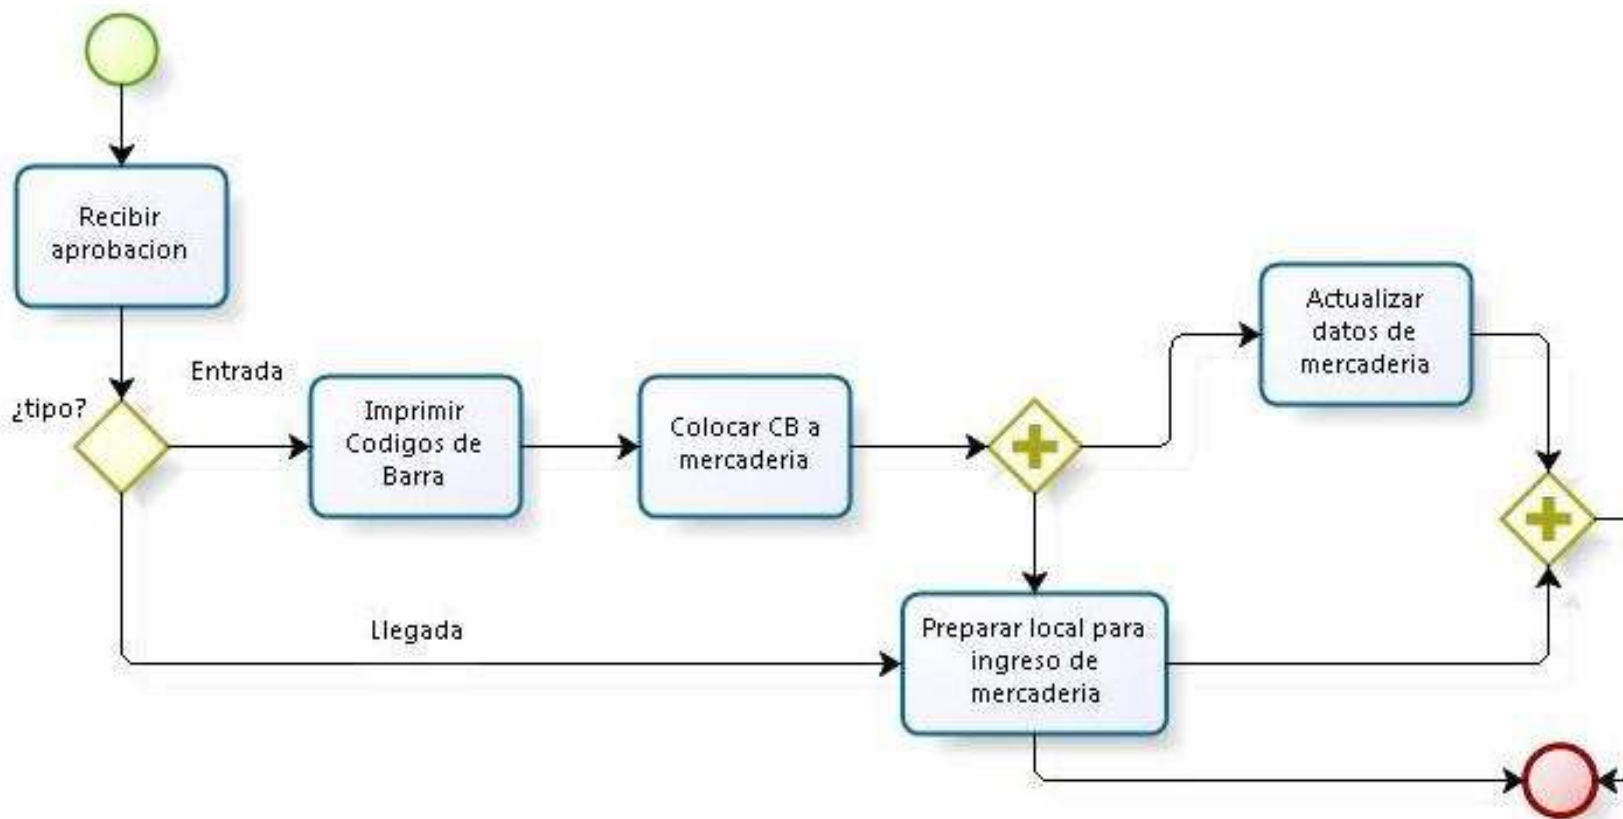 Recibir
aprobacion
¿tipo?
Entrada
Imprimir
Codigos de
Barra
Colocar CB a
mercaderia
Actualizar
datos de
mercaderia
Llegada
Preparar local para
ingreso de
mercaderia